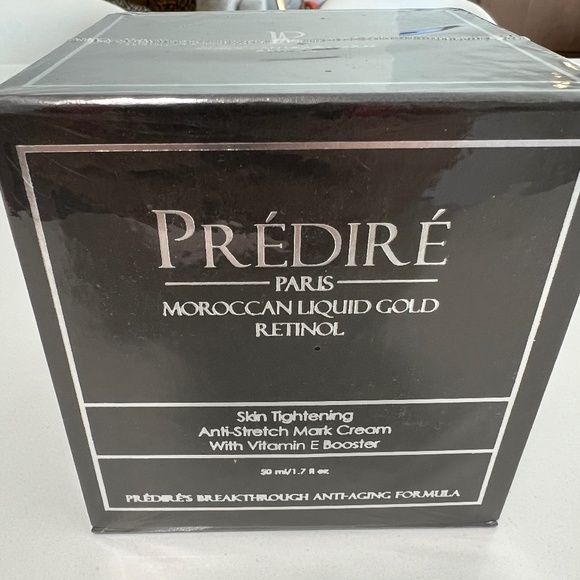 PRÉDIRÉ
PARIS
MOROCCAN LIQUID GOLD
RETINOL
Skin Tightening
Anti-Stretch Mark Cream
With Vitamin E Booster
50 ml/1.7 fl oz
PRÉDIRÉ'S BREAKTHROUGH ANTI-AGING FORMULA